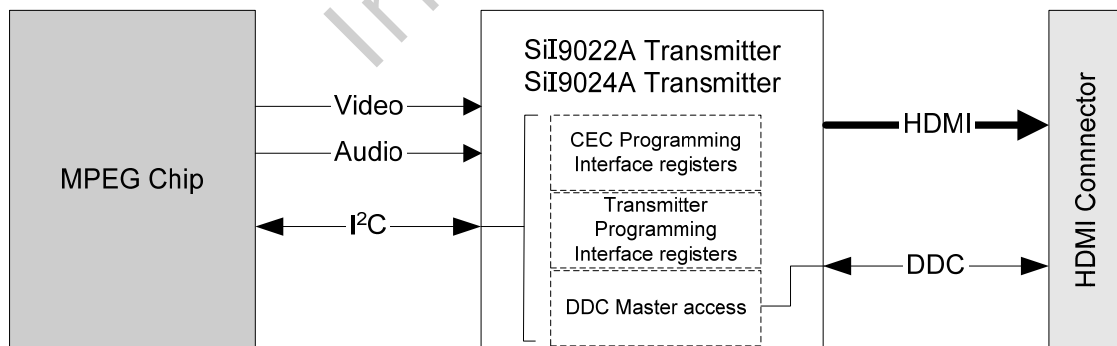 MPEG Chip
Video
Audio
I²C
SiI9022A Transmitter
SiI9024A Transmitter
CEC Programming
Interface registers
Transmitter
Programming
Interface registers
DDC Master access
HDMI
DDC
HDMI Connnector